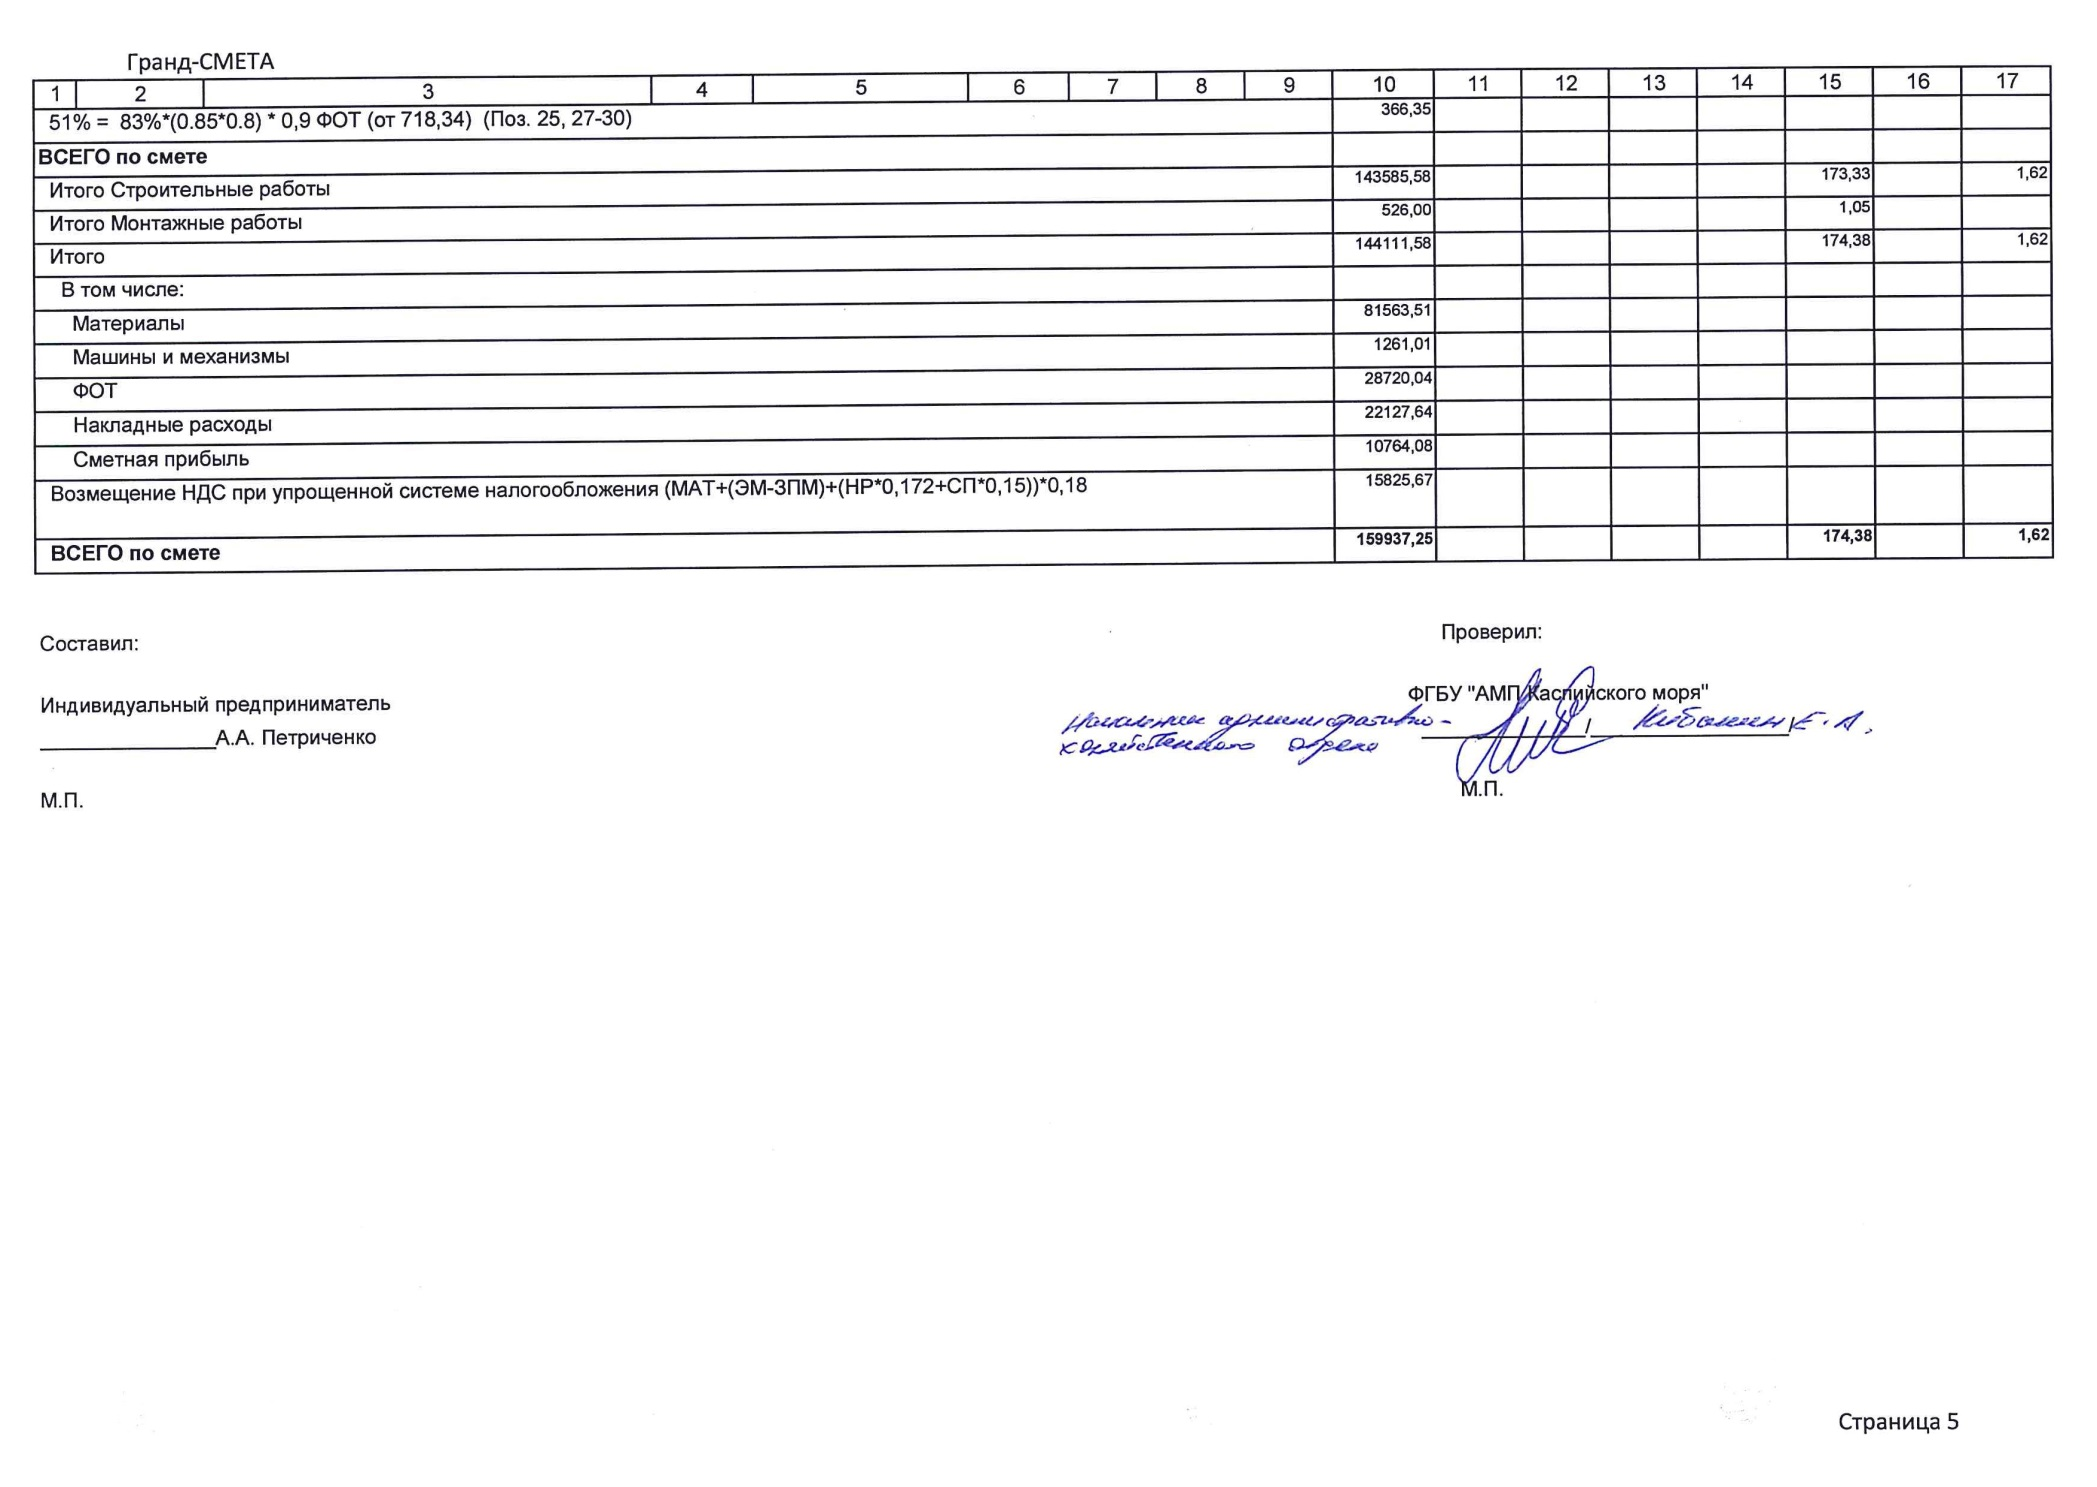 Гранд-СМЕТА
1 2 3 4 5 6 7 8 9 10 11 12 13 14 15 16 17
51% = 83%*(0.85*0.8) * 0,9 ФОТ (от 718,34) (Поз. 25, 27-30) 366,35
ВСЕГО по смете
Итого Строительные работы 143585,58 173,33 1,62
Итого Монтажные работы 526,00 1,05
Итого 144111,58 174,38 1,62
В том числе:
Материалы 81563,51
Машины и механизмы 1261,01
ФОТ 28720,04
Накладные расходы 22127,64
Сметная прибыль 10764,08
Возмещение НДС при упрощенной системе налогообложения (МАТ+(ЭМ-ЗПМ)+(НР*0,172+СП*0,15))*0,18 15825,67
ВСЕГО по смете 159937,25 174,38 1,62
Составил:
Проверил:
Индивидуальный предприниматель
А.А. Петриченко
М.П.
ФГБУ "АМП Каспийского моря"
Начальник административно-
хозяйственного отдела / Е.А.
М.П.
Страница 5